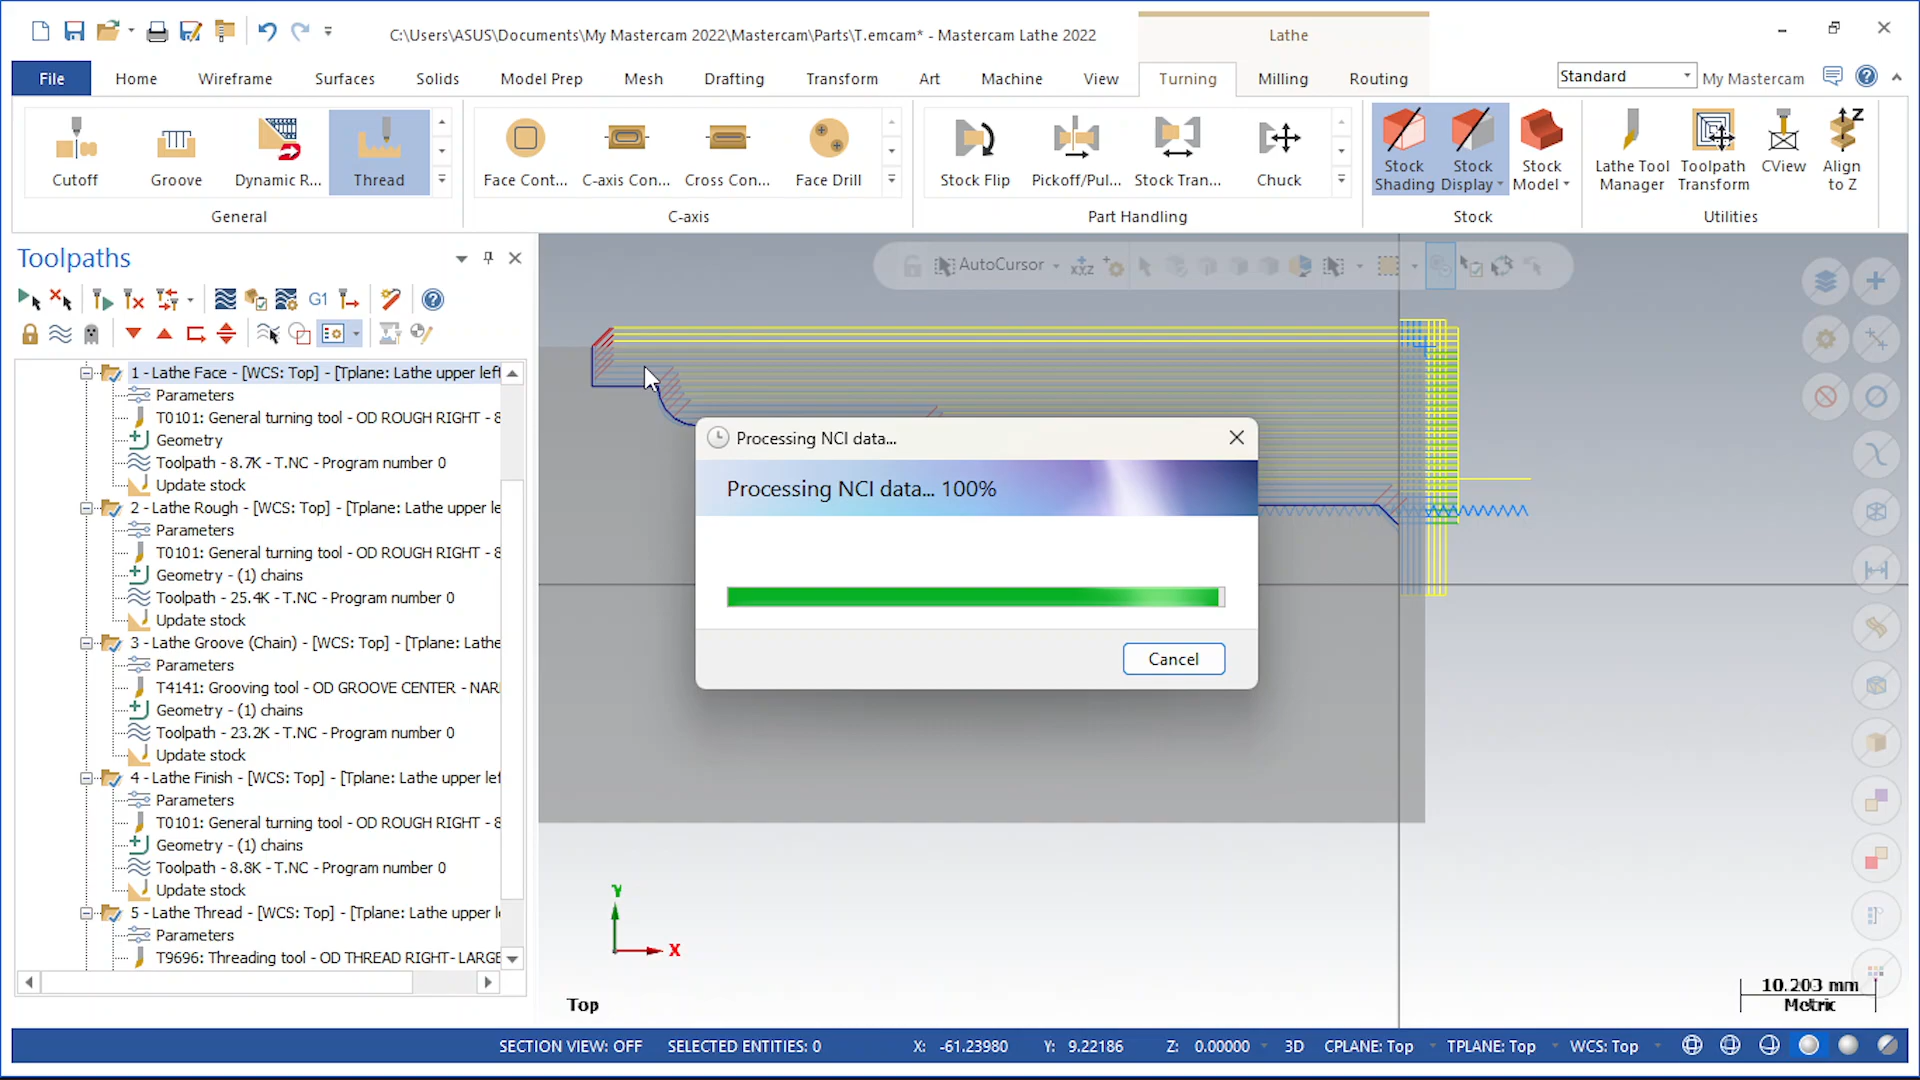 C:\Users\ASUS\Documents\My Mastercam 2022\Mastercam\Parts\T.emcam* - Mastercam Lathe 2022
Lathe
File
Home
Wireframe
Surfaces
Solids
Model Prep
Mesh
Drafting
Transform
Art
Machine
View
Turning
Milling
Routing
Standard
My Mastercam
Cutoff
Groove
Dynamic R...
Thread
General
Face Cont...
C-axis Con...
Cross Con...
Face Drill
C-axis
Stock Flip
Pickoff/Pul...
Stock Tran...
Chuck
Part Handling
Stock
Shading
Stock
Display
Stock
Model
Stock
Lathe Tool
Manager
Toolpath
Transform
CView
Align
to Z
Utilities
Toolpaths
G1
AutoCursor
XYZ
1 - Lathe Face - [WCS: Top] - [Tplane: Lathe upper left
Parameters
T0101: General turning tool - OD ROUGH RIGHT - 8
Geometry
Toolpath - 8.7K - T.NC - Program number 0
Update stock
2 - Lathe Rough - [WCS: Top] - [Tplane: Lathe upper le
Parameters
T0101: General turning tool - OD ROUGH RIGHT - 8
Geometry - (1) chains
Toolpath - 25.4K - T.NC - Program number 0
Update stock
3 - Lathe Groove (Chain) - [WCS: Top] - [Tplane: Lathe
Parameters
T4141: Grooving tool - OD GROOVE CENTER - NAR
Geometry - (1) chains
Toolpath - 23.2K - T.NC - Program number 0
Update stock
4 - Lathe Finish - [WCS: Top] - [Tplane: Lathe upper lef
Parameters
T0101: General turning tool - OD ROUGH RIGHT - 8
Geometry - (1) chains
Toolpath - 8.8K - T.NC - Program number 0
Update stock
5 - Lathe Thread - [WCS: Top] - [Tplane: Lathe upper l
Parameters
T9696: Threading tool - OD THREAD RIGHT- LARGE
Processing NCI data...
Processing NCI data... 100%
Cancel
Y
X
Top
10.203 mm
Metric
SECTION VIEW: OFF
SELECTED ENTITIES: 0
X: -61.23980
Y: 9.22186
Z: 0.00000
3D
CPLANE: Top
TPLANE: Top
WCS: Top